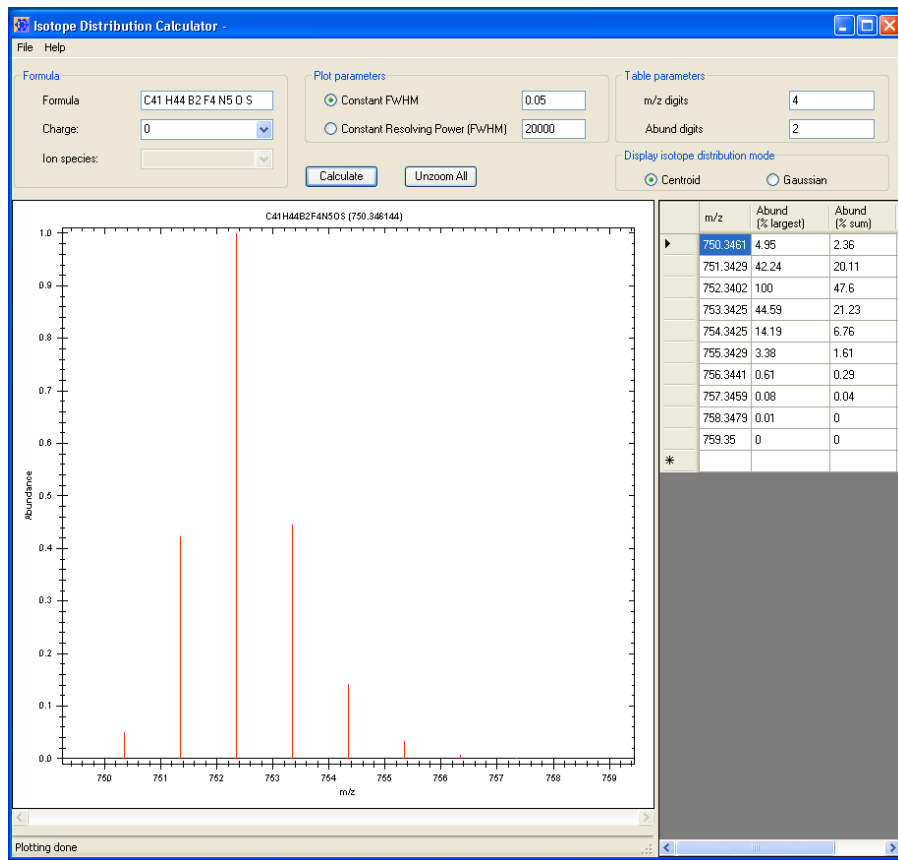 Isotope Distribution Calculator -
File Help
Formula
Formula C41 H44 B2 F4 N5 O S
Charge: 0
Ion species:
Plot parameters
Constant FWHM 0.05
Constant Resolving Power (FWHM) 20000
Calculate Unzoom All
Table parameters
m/z digits 4
Abund digits 2
Display isotope distribution mode
Centroid Gaussian
C41H44B2F4N5OS (750.346144)
1.0
0.9
0.8
0.7
0.6
0.5
0.4
0.3
0.2
0.1
0.0
Abundance
750 751 752 753 754 755 756 757 758 759
m/z
m/z Abund (% largest) Abund (% sum)
750.3461 4.95 2.36
751.3429 42.24 20.11
752.3402 100 47.6
753.3425 44.59 21.23
754.3425 14.19 6.76
755.3429 3.38 1.61
756.3441 0.61 0.29
757.3459 0.08 0.04
758.3479 0.01 0
759.35 0 0
Plotting done